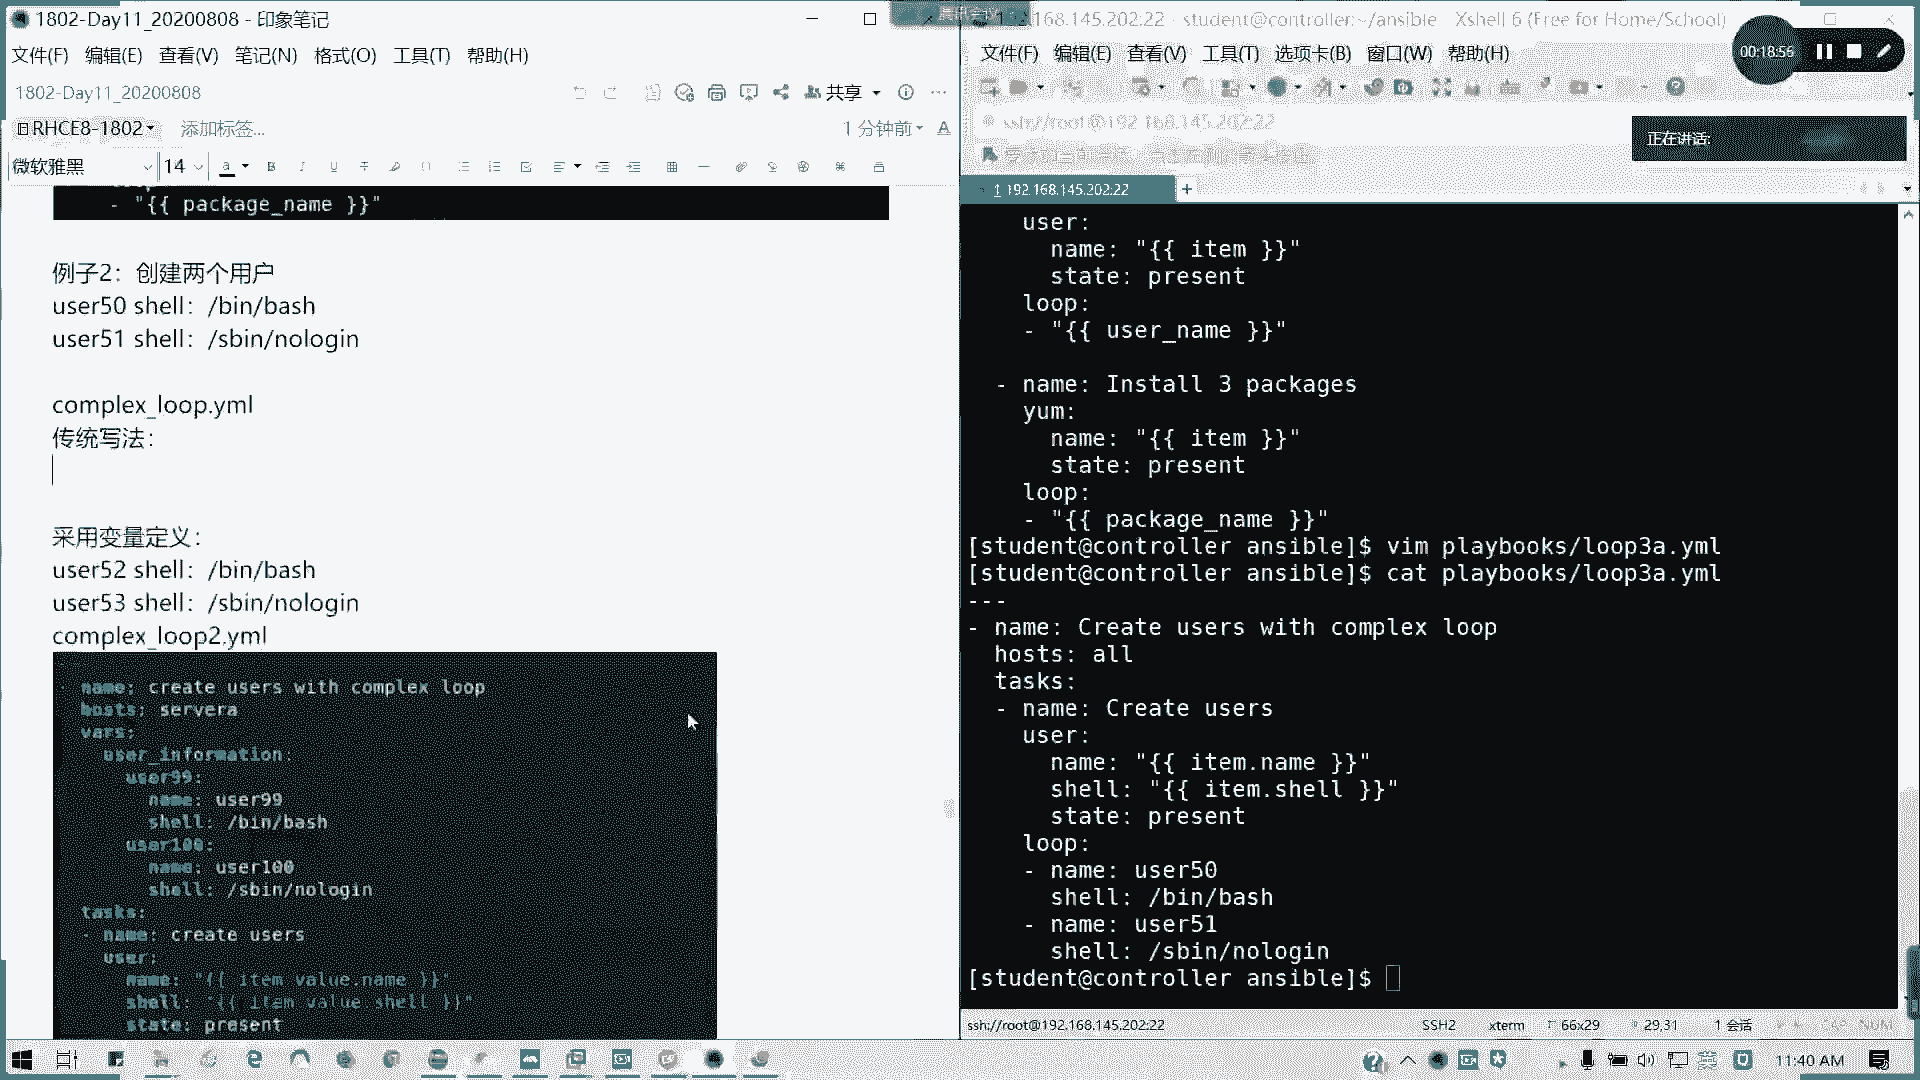 1802-Day11_20200808 - 印象笔记
文件(F) 编辑(E) 查看(V) 笔记(N) 格式(O) 工具(T) 帮助(H)
1802-Day11_20200808
共享
RHCE8-1802
添加标签...
1 分钟前
微软雅黑
14
- "{{ package_name }}"
例子2：创建两个用户
user50 shell：/bin/bash
user51 shell：/sbin/nologin
complex_loop.yml
传统写法：
采用变量定义：
user52 shell：/bin/bash
user53 shell：/sbin/nologin
complex_loop2.yml
name: create users with complex loop
hosts: servera
vars:
user_information:
user99:
name: user99
shell: /bin/bash
user100:
name: user100
shell: /sbin/nologin
tasks:
- name: create users
user:
name: "{{ item value.name }}"
shell: "{{ item value.shell }}"
state: present
168.145.202:22 - student@controller:~/ansible - Xshell 6 (Free for Home/School)
文件(F) 编辑(E) 查看(V) 工具(T) 选项卡(B) 窗口(W) 帮助(H)
00:18:56
ssh://root@192.168.145.202:22
正在讲话:
1 192.168.145.202:22
user:
name: "{{ item }}"
state: present
loop:
- "{{ user_name }}"
- name: Install 3 packages
yum:
name: "{{ item }}"
state: present
loop:
- "{{ package_name }}"
[student@controller ansible]$ vim playbooks/loop3a.yml
[student@controller ansible]$ cat playbooks/loop3a.yml
---
- name: Create users with complex loop
hosts: all
tasks:
- name: Create users
user:
name: "{{ item.name }}"
shell: "{{ item.shell }}"
state: present
loop:
- name: user50
shell: /bin/bash
- name: user51
shell: /sbin/nologin
[student@controller ansible]$
ssh://root@192.168.145.202:22
SSH2
xterm
66x29
29,31
1 会话
CAP NUM
英
11:40 AM